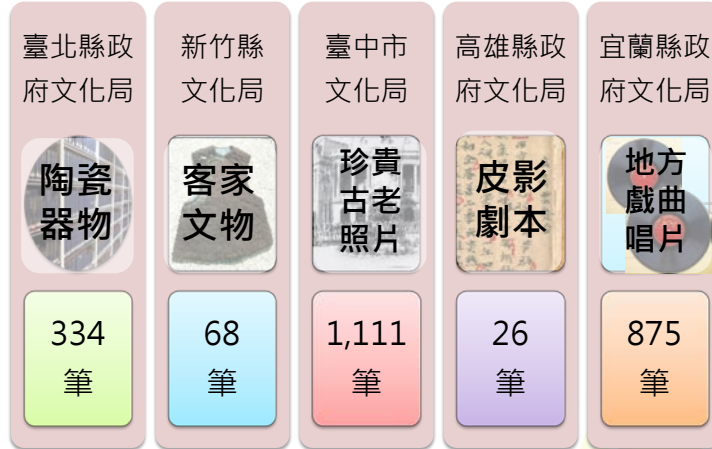 臺北縣政
府文化局
陶瓷
器物
334
筆
新竹縣
文化局
客家
文物
68
筆
臺中市
文化局
珍貴
古老
照片
1,111
筆
高雄縣政
府文化局
皮影
劇本
26
筆
宜蘭縣政
府文化局
地方
戲曲
唱片
875
筆